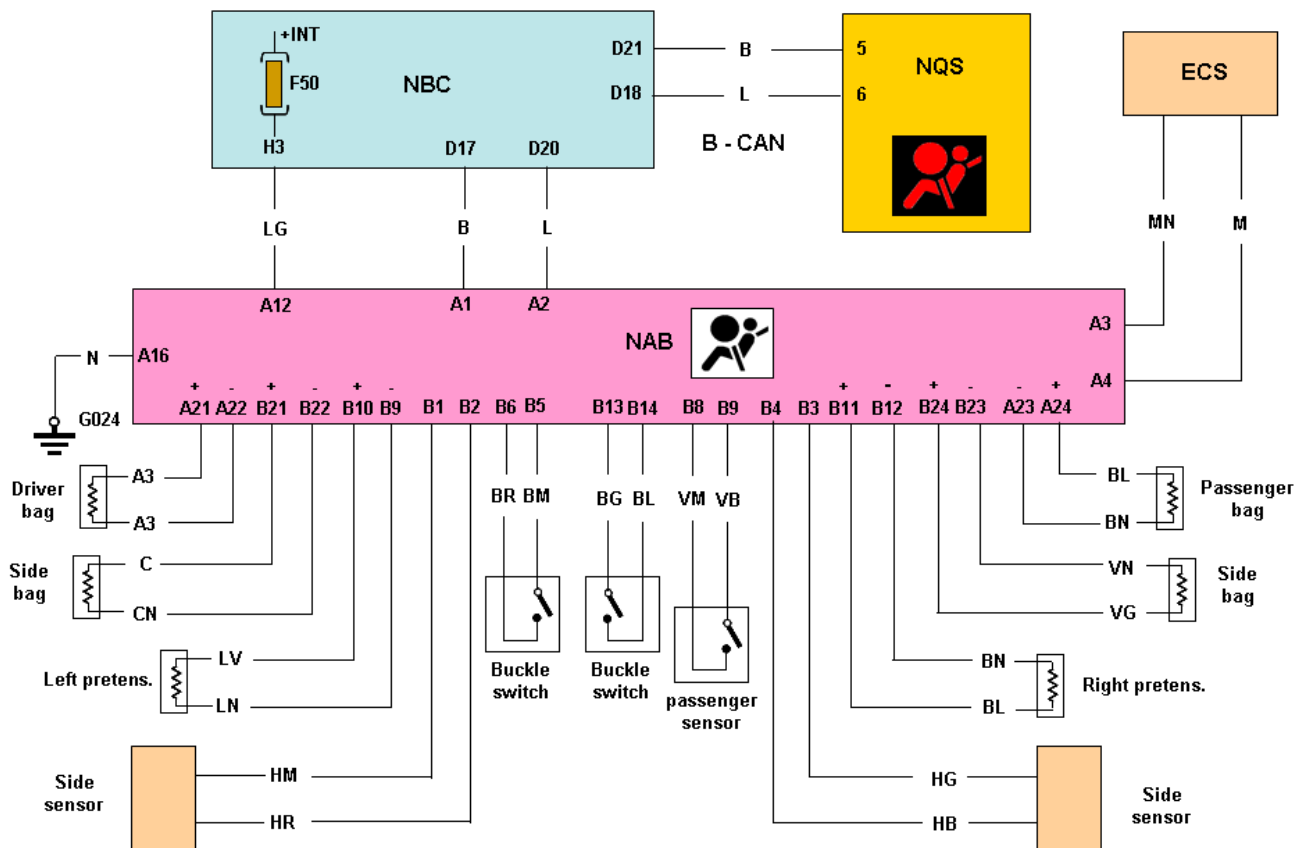 +INT
F50
NBC
H3
D17
D20
D21
D18
B
L
B - CAN
5
6
NQS
ECS
LG
B
L
MN
M
A12
A1
A2
NAB
A3
A4
N
A16
G024
+ - + - + -
+ - + - - +
A21 A22 B21 B22 B10 B9 B1 B2 B6 B5 B13 B14 B8 B9 B4 B3 B11 B12 B24 B23 A23 A24
Driver
bag
A3
A3
Side
bag
C
CN
Left pretens.
LV
LN
Side
sensor
HM
HR
BR
BM
Buckle
switch
BG
BL
Buckle
switch
VM
VB
passenger
sensor
BL
BN
Passenger
bag
VN
VG
Side
bag
BN
BL
Right pretens.
HG
HB
Side
sensor